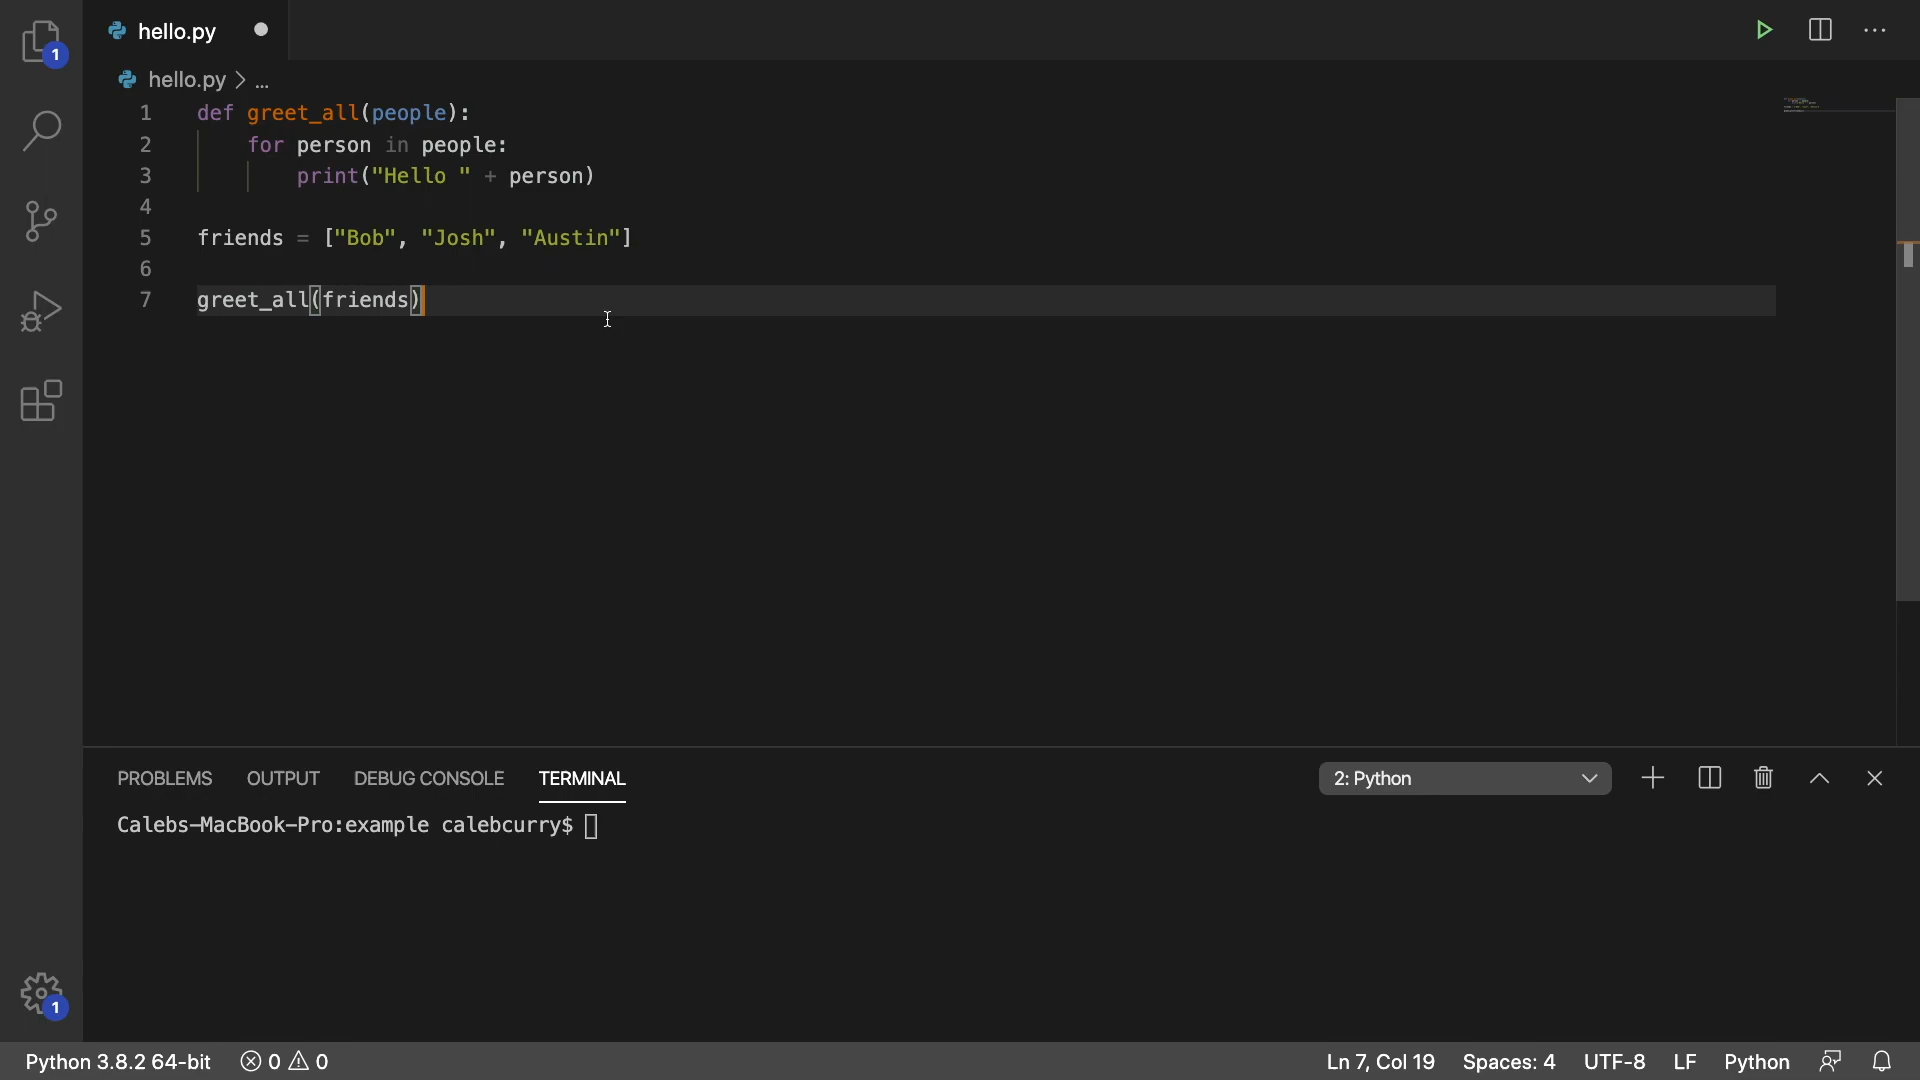 1
hello.py
hello.py > ...
1 def greet_all(people):
2     for person in people:
3         print("Hello " + person)
4
5 friends = ["Bob", "Josh", "Austin"]
6
7 greet_all(friends)
PROBLEMS OUTPUT DEBUG CONSOLE TERMINAL 2: Python
Calebs-MacBook-Pro:example calebcurry$
1
Python 3.8.2 64-bit 0 0 Ln 7, Col 19 Spaces: 4 UTF-8 LF Python